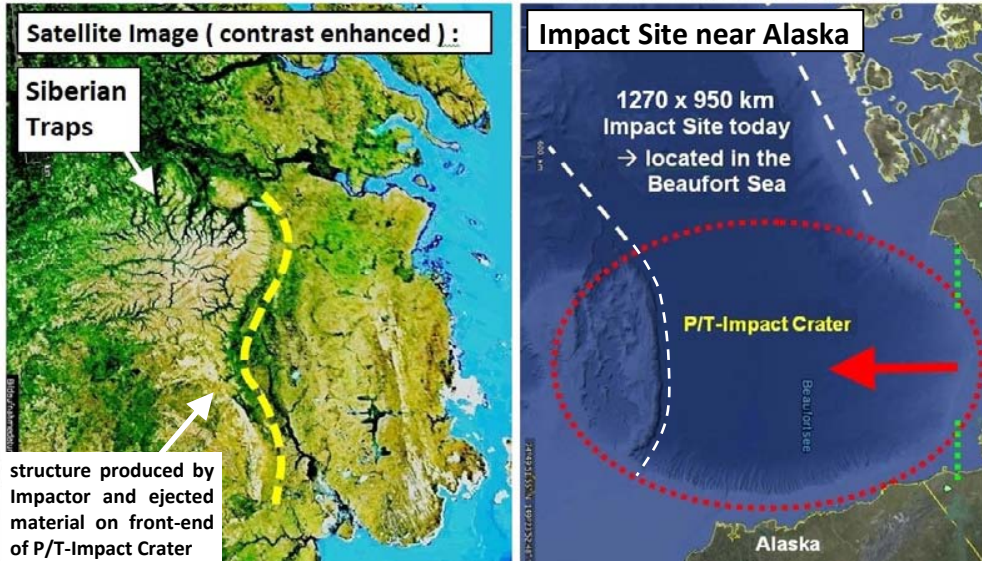 Satellite Image ( contrast enhanced ) :
Siberian
Traps
structure produced by
Impactor and ejected
material on front-end
of P/T-Impact Crater
Impact Site near Alaska
1270 x 950 km
Impact Site today
→ located in the
Beaufort Sea
P/T-Impact Crater
Beaufortsee
Alaska